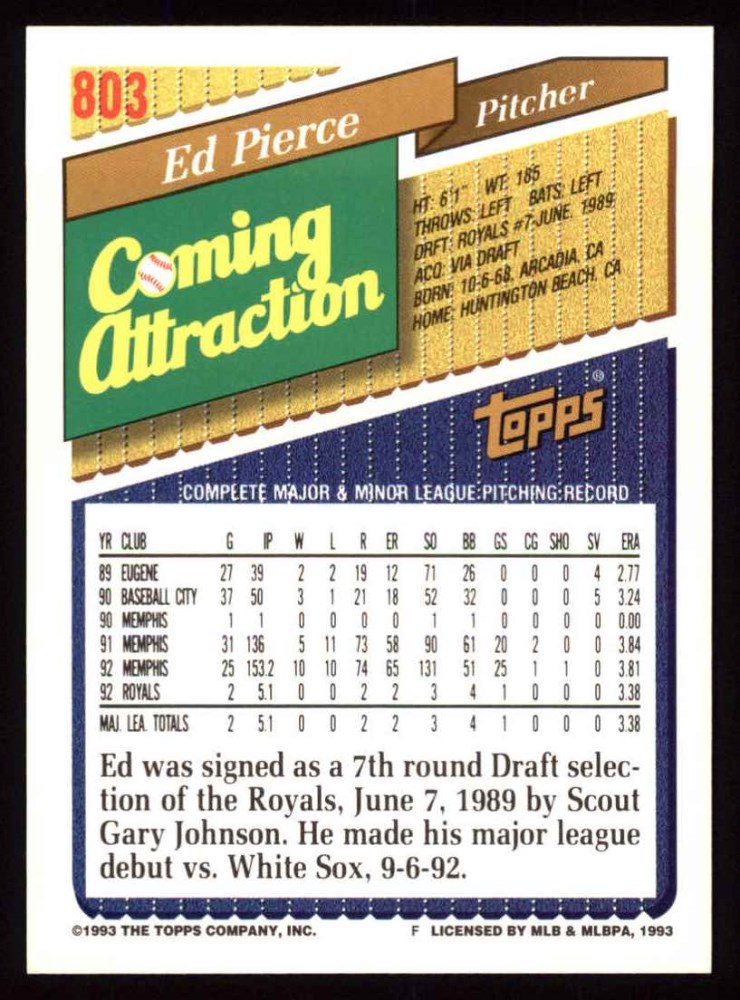 803
Ed Pierce
Pitcher
Coming
Attraction
HT: 6'1" WT: 185
THROWS: LEFT BATS: LEFT
DRFT: ROYALS #7-JUNE, 1989
ACQ: VIA DRAFT
BORN: 10-6-68, ARCADIA, CA
HOME: HUNTINGTON BEACH, CA
Topps®
COMPLETE MAJOR & MINOR LEAGUE PITCHING RECORD
YR CLUB G IP W L R ER SO BB GS CG SHO SV ERA
89 EUGENE 27 39 2 2 19 12 71 26 0 0 0 4 2.77
90 BASEBALL CITY 37 50 3 1 21 18 52 32 0 0 0 5 3.24
90 MEMPHIS 1 1 0 0 0 0 1 1 0 0 0 0 0.00
91 MEMPHIS 31 136 5 11 73 58 90 61 20 2 0 0 3.84
92 MEMPHIS 25 153.2 10 10 74 65 131 51 25 1 1 0 3.81
92 ROYALS 2 5.1 0 0 2 2 3 4 1 0 0 0 3.38
MAJ. LEA. TOTALS 2 5.1 0 0 2 2 3 4 1 0 0 0 3.38
Ed was signed as a 7th round Draft selec-
tion of the Royals, June 7, 1989 by Scout
Gary Johnson. He made his major league
debut vs. White Sox, 9-6-92.
©1993 THE TOPPS COMPANY, INC. F LICENSED BY MLB & MLBPA, 1993